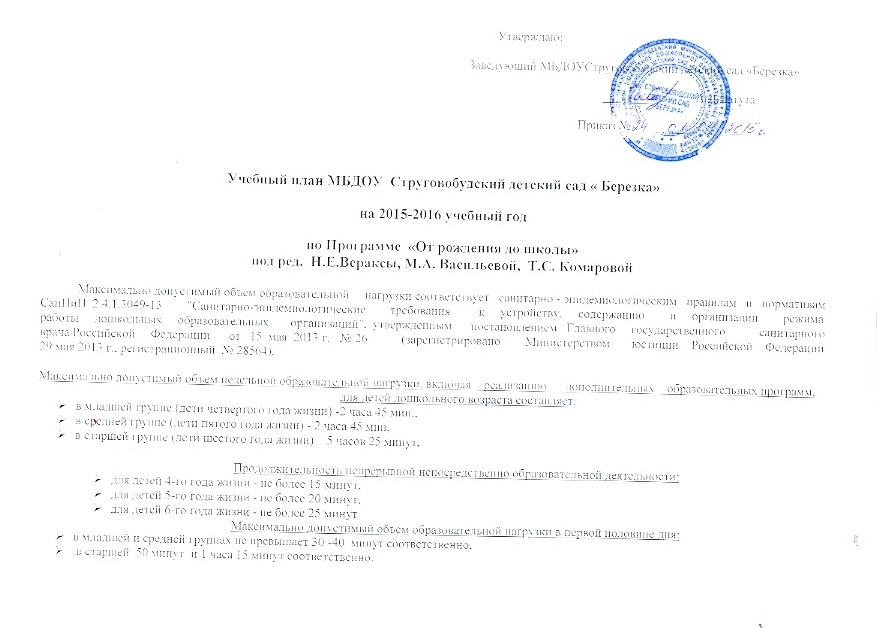 Утверждаю:
Заведующий МБДОУ Струговобудский детский сад «Березка»
Приказ № 24
Учебный план МБДОУ Струговобудский детский сад « Березка»
на 2015-2016 учебный год
по Программе «От рождения до школы»
под ред. Н.Е.Вераксы, М.А. Васильевой, Т.С. Комаровой
Максимально допустимый объем образовательной нагрузки соответствует санитарно - эпидемиологическим правилам и нормативам
СанПиН 2.4.1.3049-13 "Санитарно-эпидемиологические требования к устройству, содержанию и организации режима
работы дошкольных образовательных организаций", утвержденным постановлением Главного государственного санитарного
врача Российской Федерации от 15 мая 2013 г. № 26 (зарегистрировано Министерством юстиции Российской Федерации
29 мая 2013 г., регистрационный № 28564).
Максимально допустимый объем недельной образовательной нагрузки, включая реализацию дополнительных образовательных программ,
для детей дошкольного возраста составляет:
в младшей группе (дети четвертого года жизни) -2 часа 45 мин.,
в средней группе (дети пятого года жизни) - 2 часа 45 мин.
в старшей группе (дети шестого года жизни) 5 часов 25 минут,
Продолжительность непрерывной непосредственно образовательной деятельности:
для детей 4-го года жизни - не более 15 минут,
для детей 5-го года жизни - не более 20 минут,
для детей 6-го года жизни - не более 25 минут
Максимально допустимый объем образовательной нагрузки в первой половине дня:
в младшей и средней группах не превышает 30 -40 минут соответственно,
в старшей 50 минут и 1 часа 15 минут соответственно.